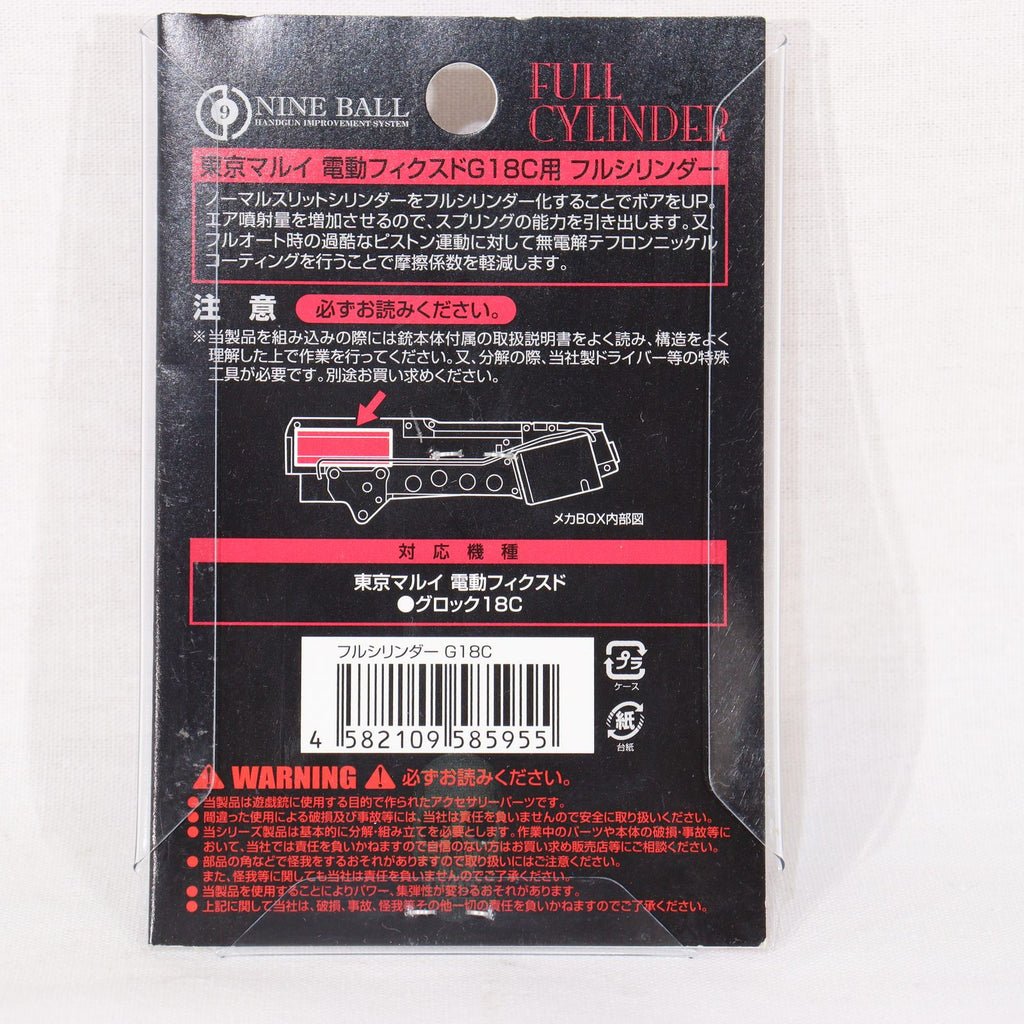 9 NINE BALL
HANDGUN IMPROVEMENT SYSTEM
FULL
CYLINDER
東京マルイ 電動フィクスドG18C用 フルシリンダー
ノーマルスリットシリンダーをフルシリンダー化することでボアをUP。
エア噴射量を増加させるので、スプリングの能力を引き出します。又、
フルオート時の過酷なピストン運動に対して無電解テフロンニッケル
コーティングを行うことで摩擦係数を軽減します。
注 意 必ずお読みください。
※当製品を組み込みの際には銃本体付属の取扱説明書をよく読み、構造をよく
理解した上で作業を行ってください。又、分解の際、当社製ドライバー等の特殊
工具が必要です。別途お買い求めください。
メカBOX内部図
対 応 機 種
東京マルイ 電動フィクスド
●グロック18C
フルシリンダー G18C
4 582109 585955
プラ
ケース
紙
台紙
WARNING 必ずお読みください。
● 当製品は遊戯銃に使用する目的で作られたアクセサリーパーツです。
● 間違った使用による破損及び事故等には、当社は責任を負いませんので安全に取り扱いください。
● 当シリーズ製品は基本的に分解・組み立てを必要とします。作業中のパーツや本体の破損・事故等に
おいて、当社では責任を負いかねますので自信のない方はお買い求め販売店等にご相談ください。
● 部品の角などで怪我をするおそれがありますので取り扱いにはご注意ください。
また、怪我等に関しても当社は責任を負いませんのでご了承ください。
● 当製品を使用することによりパワー、集弾性が変わるおそれがあります。
● 上記に関して当社は、破損、事故、怪我等その他一切の責任を負いかねますのでご了承ください。